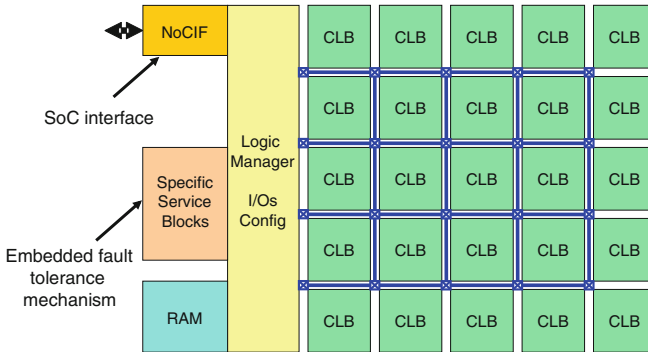 NoCIF
CLB CLB CLB CLB CLB
SoC interface
CLB CLB CLB CLB CLB
Logic
Manager
I/Os
Config
Specific
Service
Blocks
CLB CLB CLB CLB CLB
Embedded fault
tolerance
mechanism
CLB CLB CLB CLB CLB
RAM
CLB CLB CLB CLB CLB